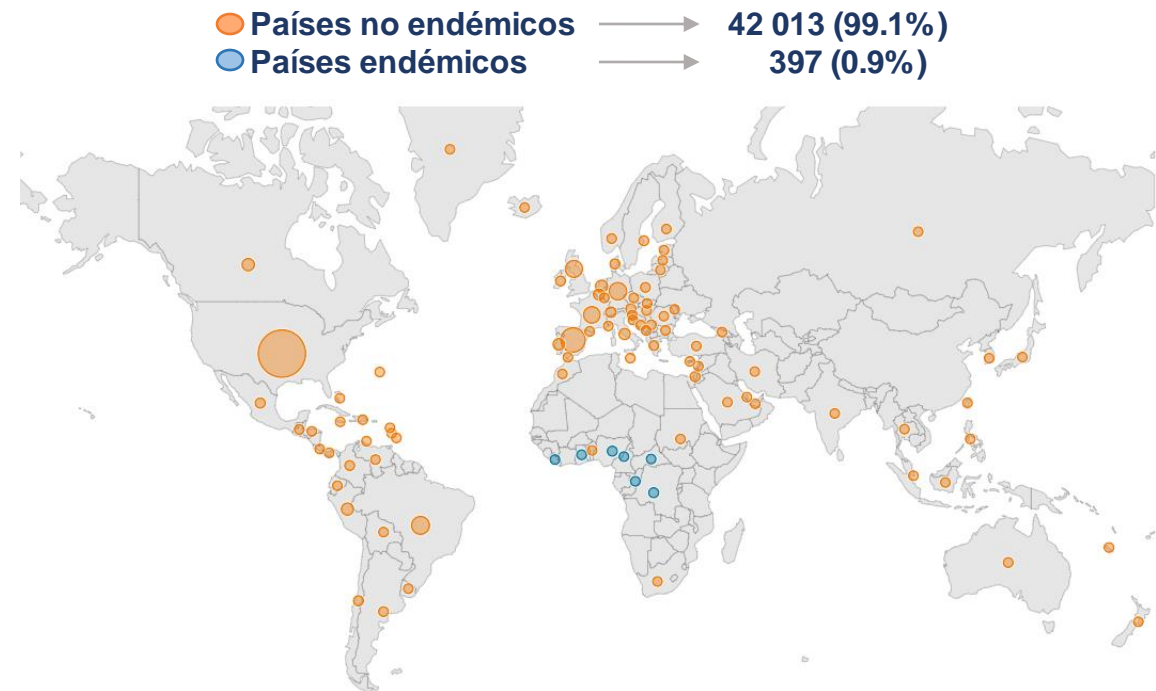 Países no endémicos 42 013 (99.1%)
Países endémicos 397 (0.9%)